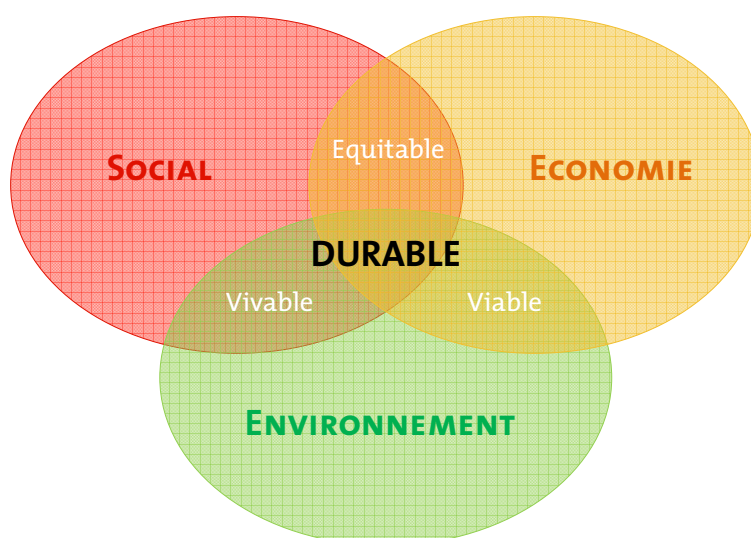 Equitable
SOCIAL
ECONOMIE
DURABLE
Vivable
Viable
ENVIRONNEMENT